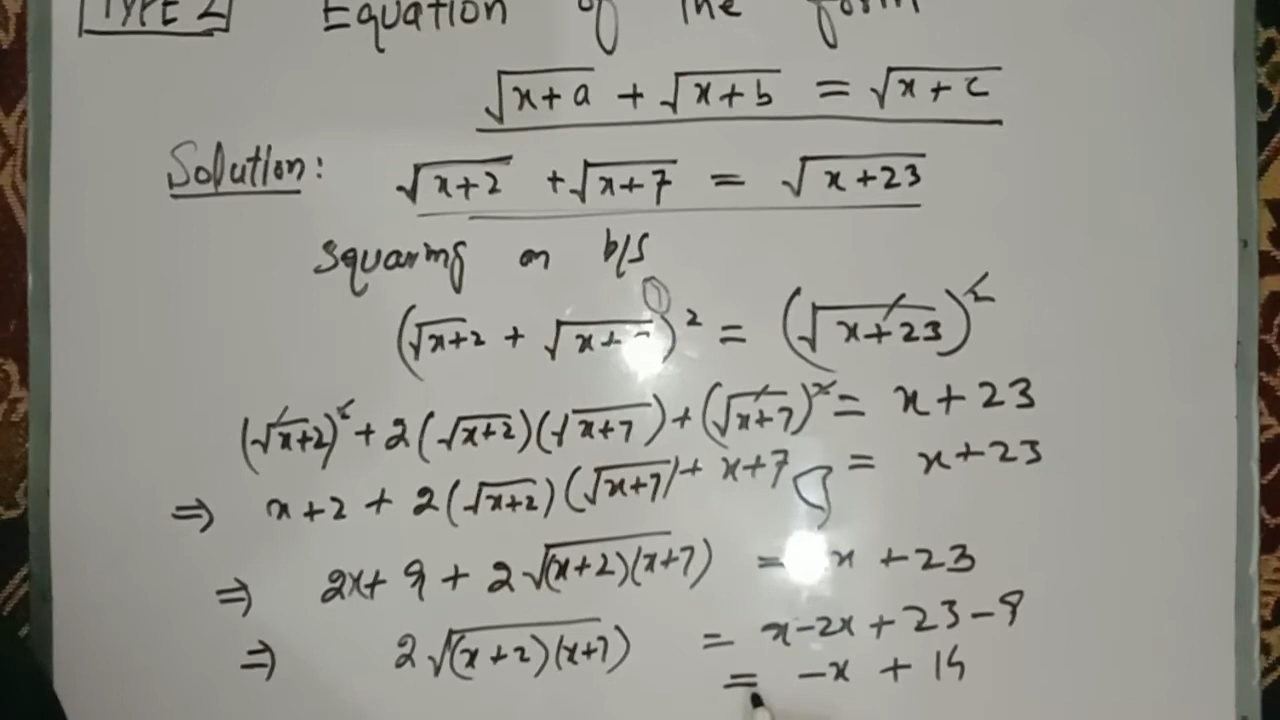 TYPE 2 Equation of the form
√(x+a) + √(x+b) = √(x+c)
Solution: √(x+2) + √(x+7) = √(x+23)
Squaring on b/s
(√x+2 + √x+ )² = (√x+23)²
(√x+2)² + 2(√x+2)(√x+7) + (√x+7)² = x+23
⇒ x+2 + 2(√x+2)(√x+7) + x+7 = x+23
⇒ 2x+9+2√(x+2)(x+7) = x+23
⇒ 2√(x+2)(x+7) = x-2x+23-9
= -x + 14